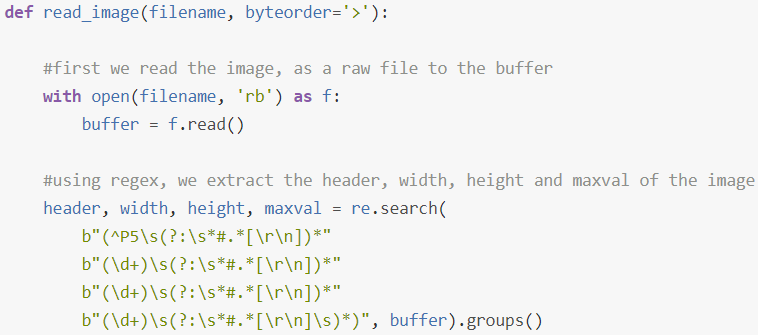 def read_image(filename, byteorder='>'):
#first we read the image, as a raw file to the buffer
with open(filename, 'rb') as f:
buffer = f.read()
#using regex, we extract the header, width, height and maxval of the image
header, width, height, maxval = re.search(
b"(^P5\s(?:\s*#.*[\r\n])*"
b"(\d+)\s(?:\s*#.*[\r\n])*"
b"(\d+)\s(?:\s*#.*[\r\n])*"
b"(\d+)\s(?:\s*#.*[\r\n]\s)*)", buffer).groups()